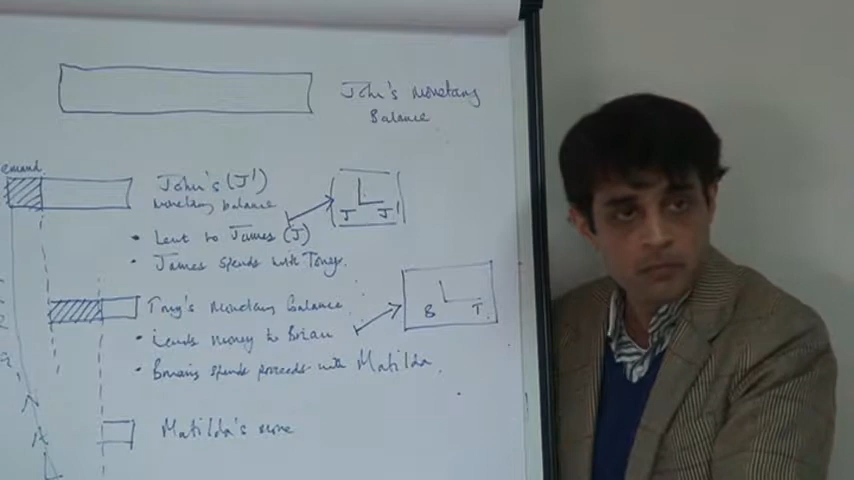 John's monetary
Balance
emand
John's (J')
monetary balance
• Lent to James (J)
• James spends with Tony.
J J'
Tony's monetary balance
• Lends money to Brian
• Brian's spends proceeds with Matilda
B T
Matilda's